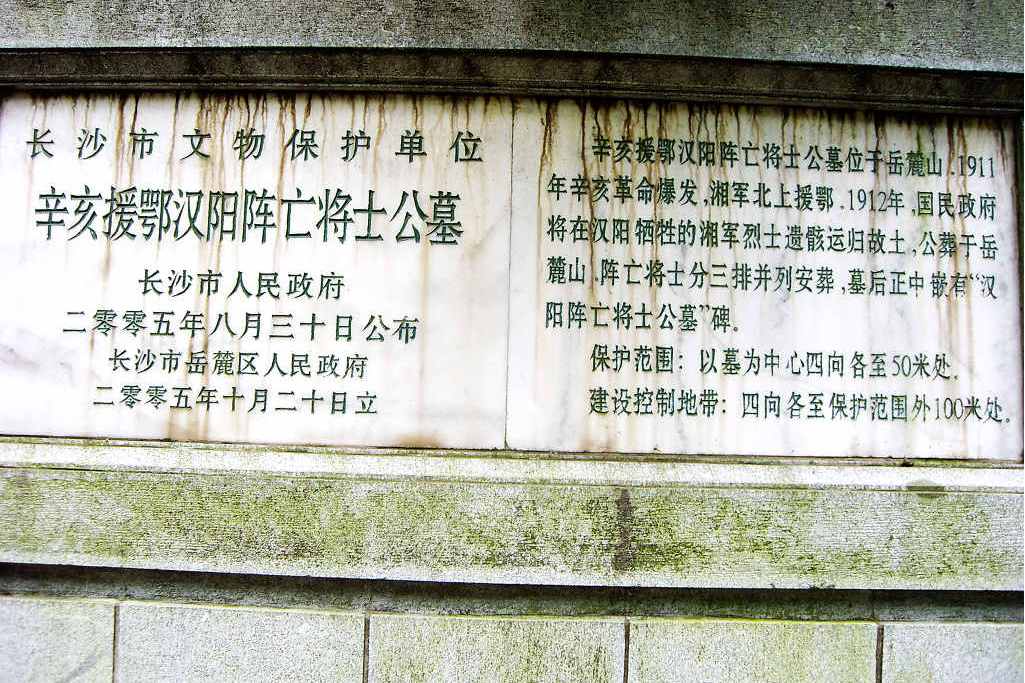 长沙市文物保护单位
辛亥援鄂汉阳阵亡将士公墓
长沙市人民政府
二零零五年八月三十日公布
长沙市岳麓区人民政府
二零零五年十月二十日立
辛亥援鄂汉阳阵亡将士公墓位于岳麓山.1911
年辛亥革命爆发,湘军北上援鄂.1912年,国民政府
将在汉阳牺牲的湘军烈士遗骸运归故土,公葬于岳
麓山.阵亡将士分三排并列安葬,墓后正中嵌有“汉
阳阵亡将士公墓”碑。
保护范围：以墓为中心四向各至50米处.
建设控制地带：四向各至保护范围外100米处.